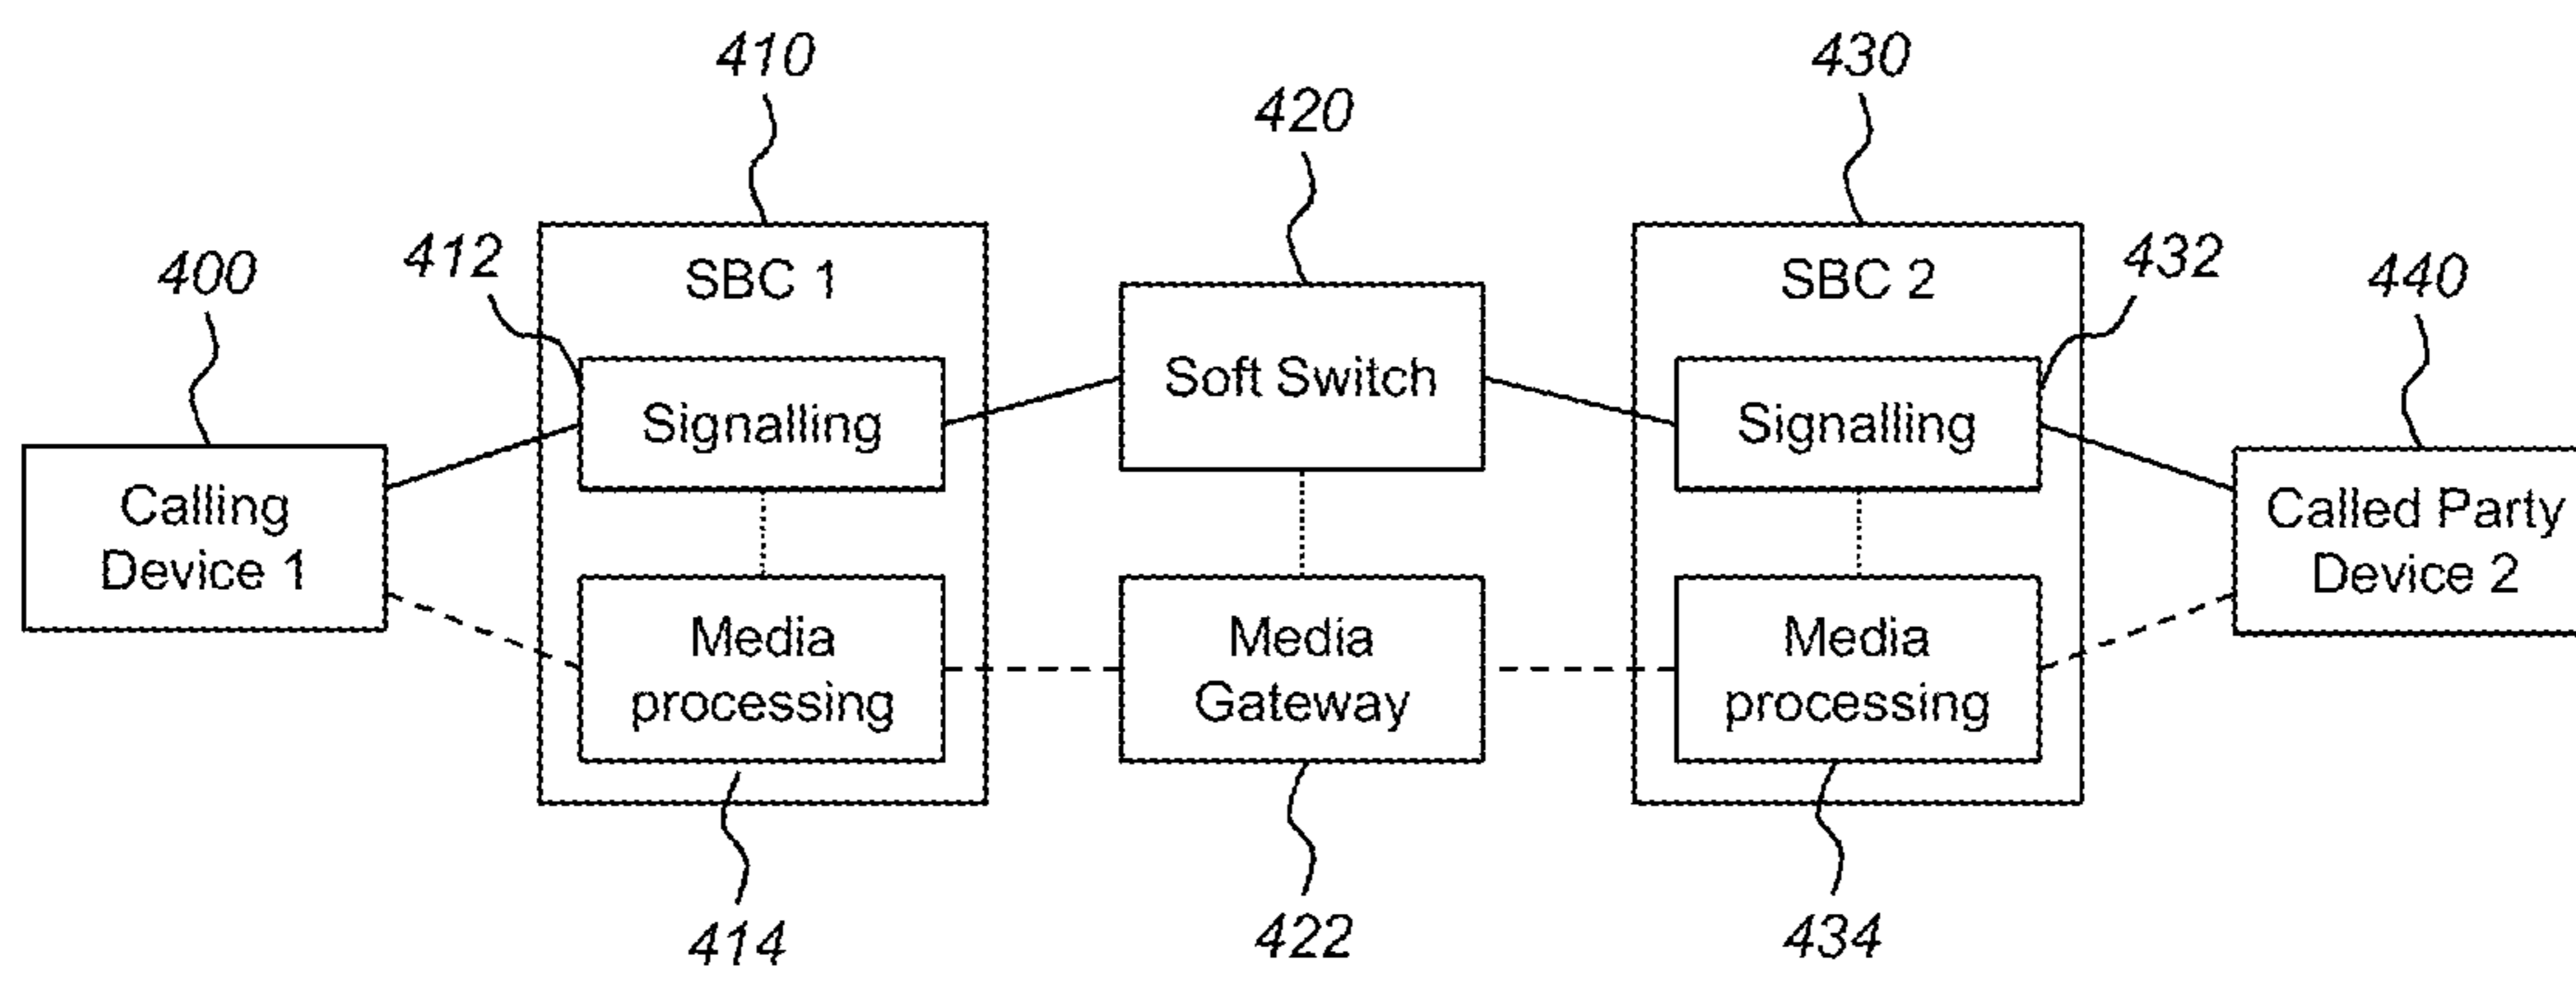 410
430
420
412
SBC 1
SBC 2
432
400
440
Soft Switch
Signalling
Signalling
Calling
Device 1
Called Party
Device 2
Media
processing
Media
Gateway
Media
processing
414
422
434